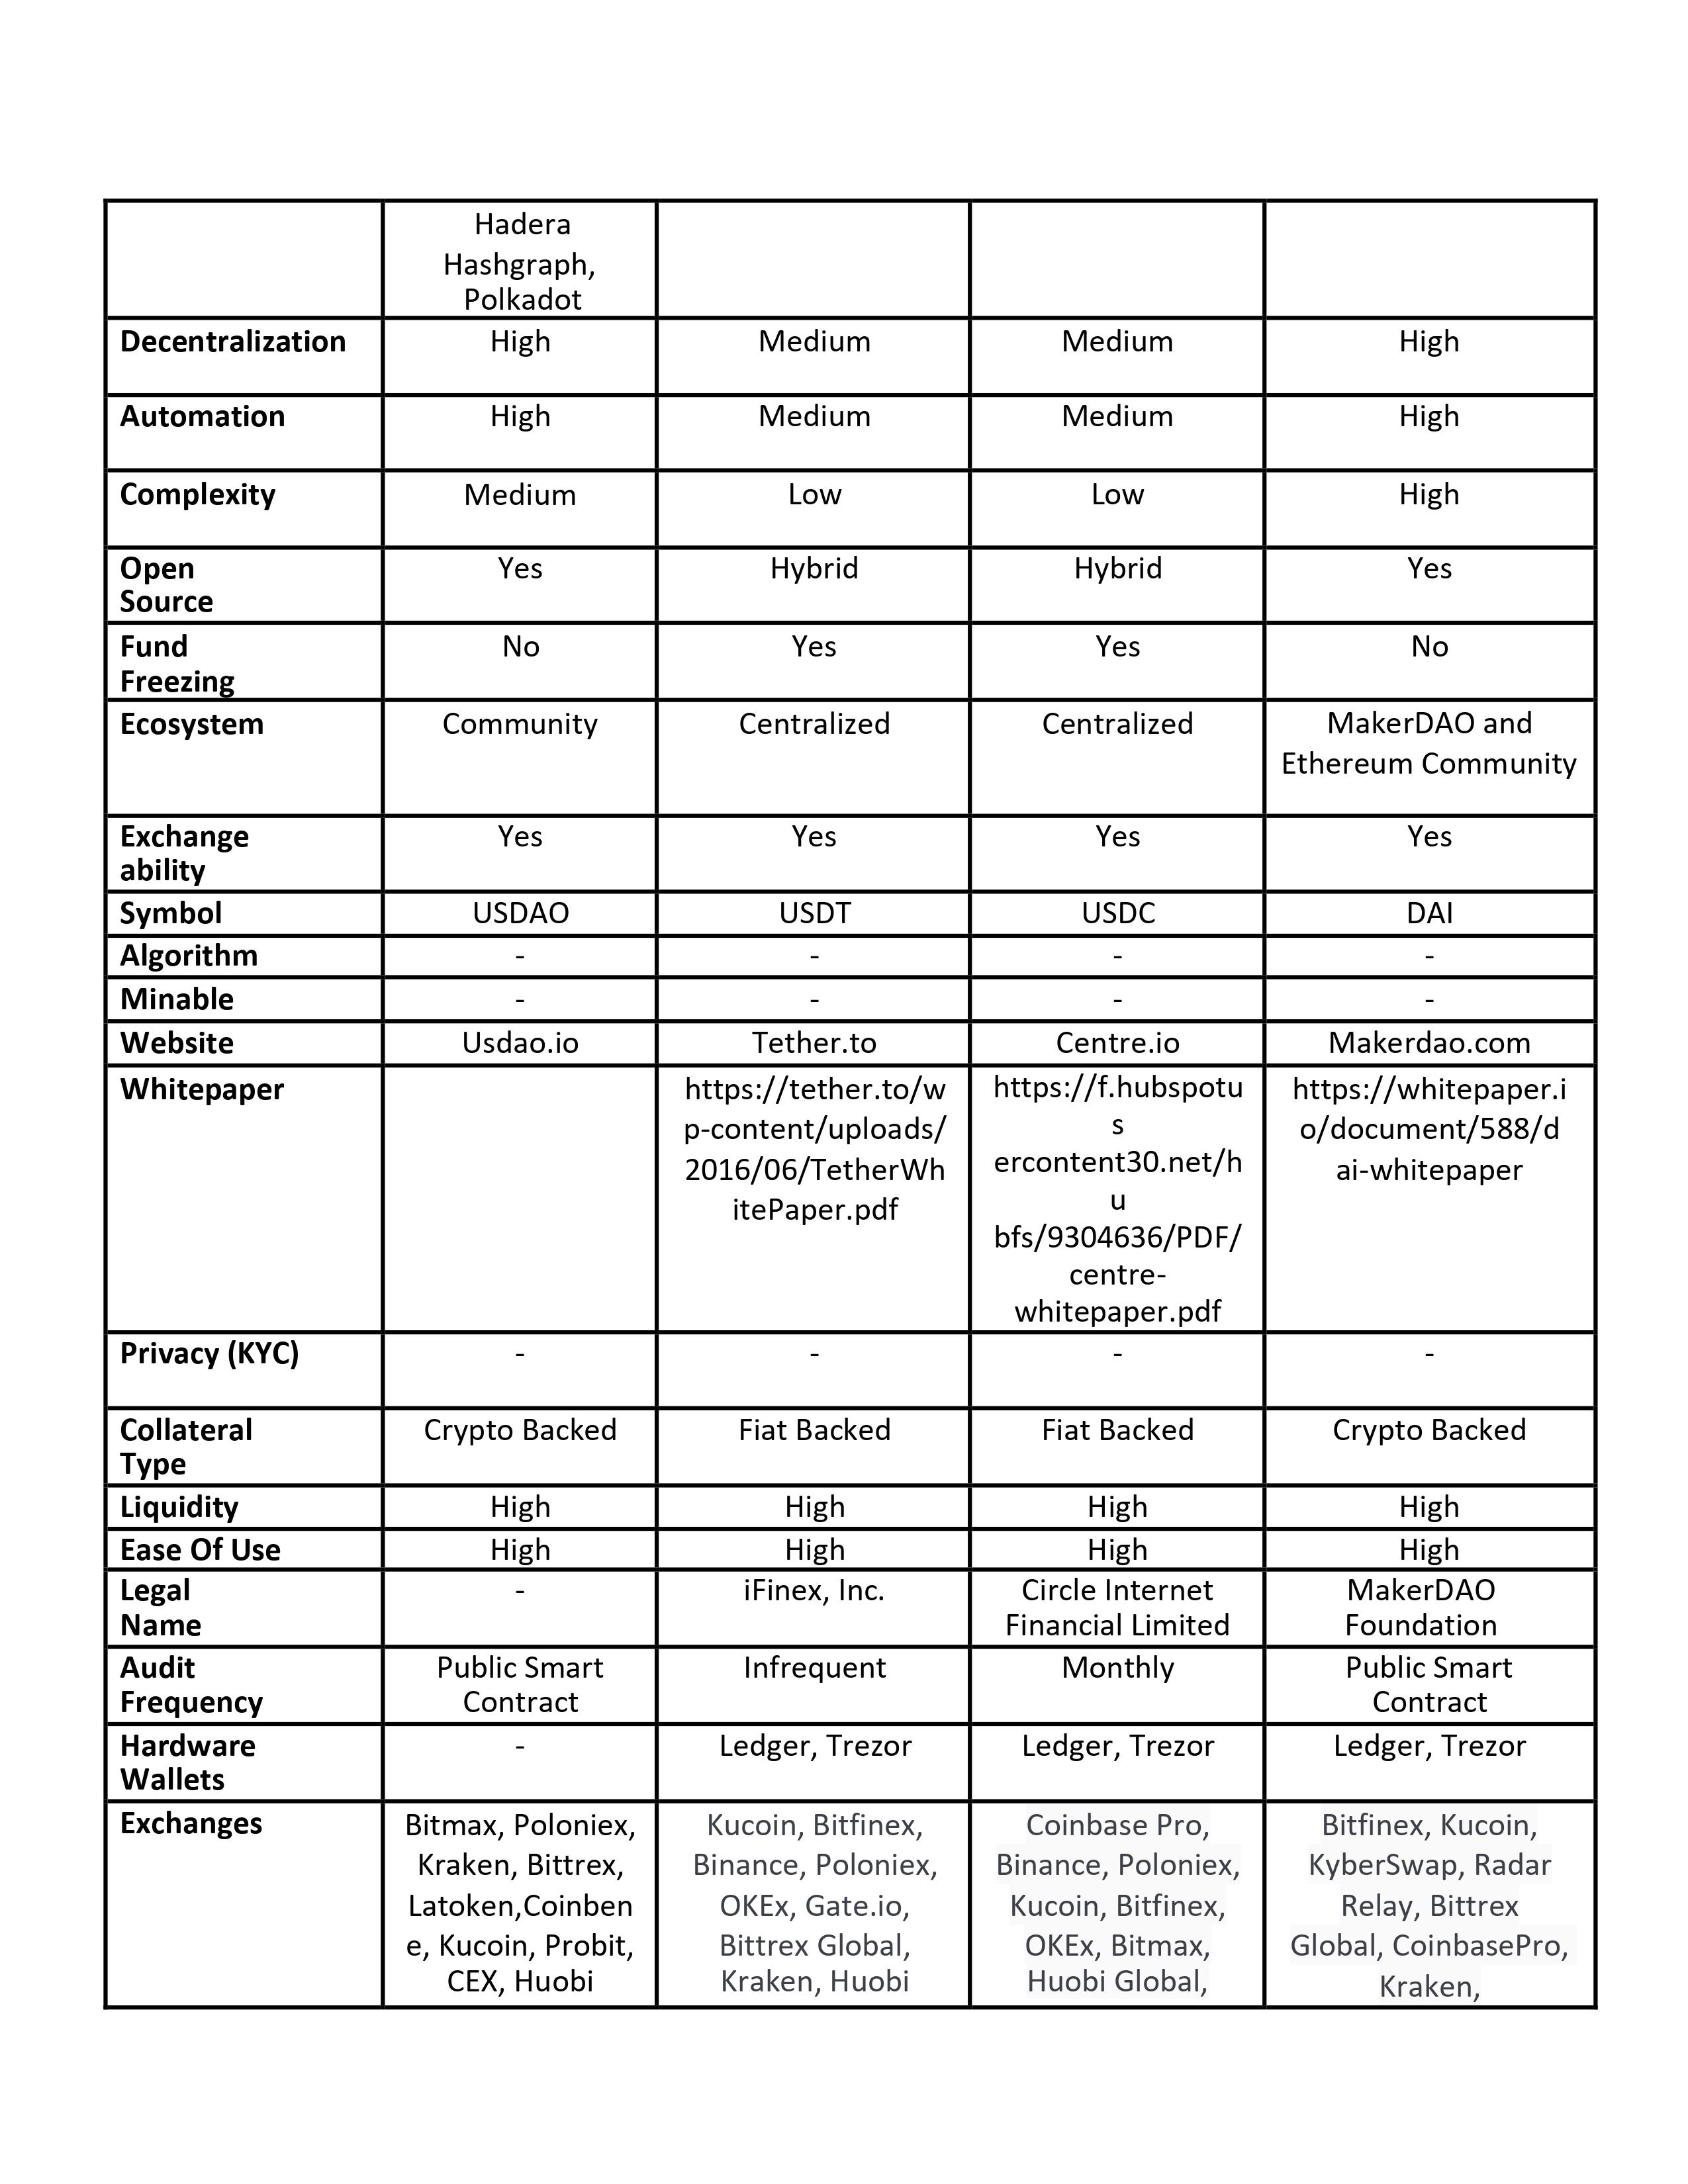 Hadera
Hashgraph,
Polkadot
Decentralization High Medium Medium High
Automation High Medium Medium High
Complexity Medium Low Low High
Open
Source
Yes Hybrid Hybrid Yes
Fund
Freezing
No Yes Yes No
Ecosystem Community Centralized Centralized
MakerDAO and
Ethereum Community
Exchange
ability
Yes Yes Yes Yes
Symbol USDAO USDT USDC DAI
Algorithm - - - -
Minable - - - -
Website Usdao.io Tether.to Centre.io Makerdao.com
Whitepaper
https://tether.to/w
p-content/uploads/
2016/06/TetherWh
itePaper.pdf
https://f.hubspotu
s
ercontent30.net/h
u
bfs/9304636/PDF/
centre-
whitepaper.pdf
https://whitepaper.i
o/document/588/d
ai-whitepaper
Privacy (KYC) - - - -
Collateral
Type
Crypto Backed Fiat Backed Fiat Backed Crypto Backed
Liquidity High High High High
Ease Of Use High High High High
Legal
Name
-
iFinex, Inc.
Circle Internet
Financial Limited
MakerDAO
Foundation
Audit
Frequency
Public Smart
Contract
Infrequent
Monthly
Public Smart
Contract
Hardware
Wallets
-
Ledger, Trezor
Ledger, Trezor
Ledger, Trezor
Exchanges
Bitmax, Poloniex,
Kraken, Bittrex,
Latoken,Coinben
e, Kucoin, Probit,
CEX, Huobi
Kucoin, Bitfinex,
Binance, Poloniex,
OKEx, Gate.io,
Bittrex Global,
Kraken, Huobi
Coinbase Pro,
Binance, Poloniex,
Kucoin, Bitfinex,
OKEx, Bitmax,
Huobi Global,
Bitfinex, Kucoin,
KyberSwap, Radar
Relay, Bittrex
Global, CoinbasePro,
Kraken,